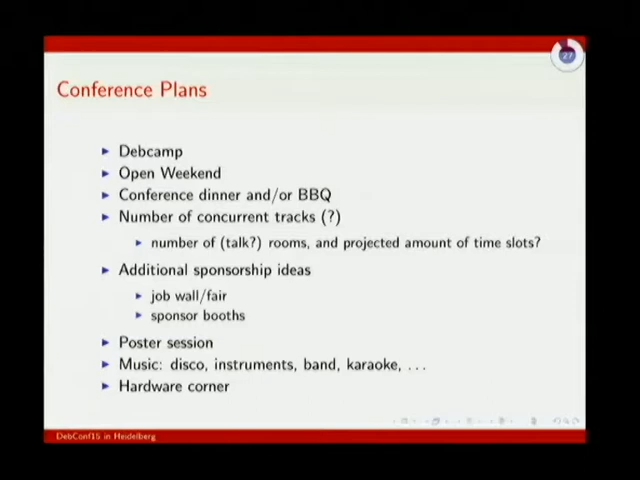 27
Conference Plans
Debcamp
Open Weekend
Conference dinner and/or BBQ
Number of concurrent tracks (?)
number of (talk?) rooms, and projected amount of time slots?
Additional sponsorship ideas
job wall/fair
sponsor booths
Poster session
Music: disco, instruments, band, karaoke, ...
Hardware corner
DebConf15 in Heidelberg